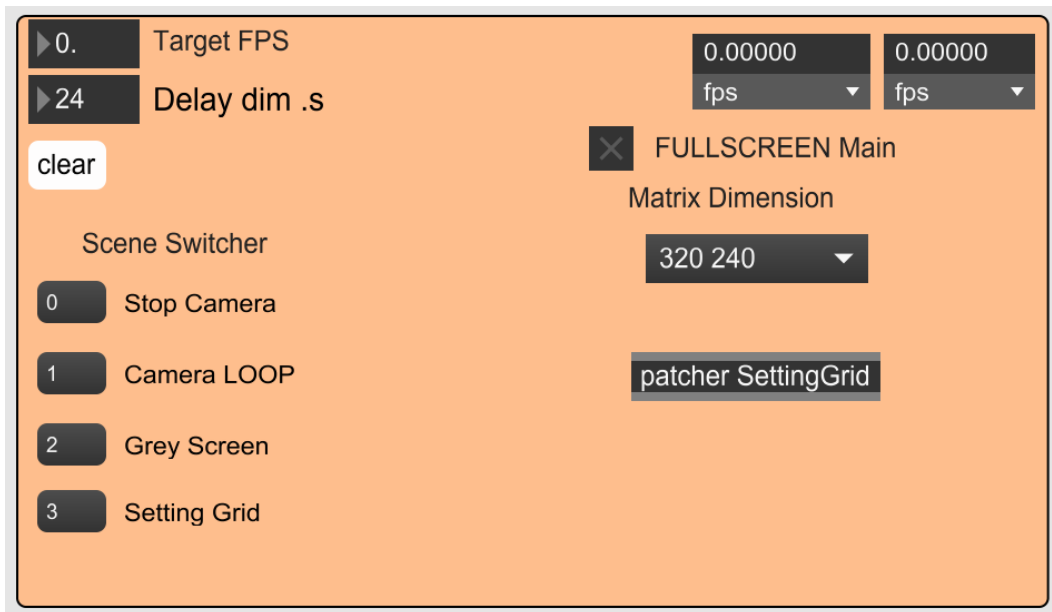 0. Target FPS
24 Delay dim .s
clear
0.00000 0.00000
fps fps
FULLSCREEN Main
Matrix Dimension
320 240
patcher SettingGrid
Scene Switcher
0 Stop Camera
1 Camera LOOP
2 Grey Screen
3 Setting Grid